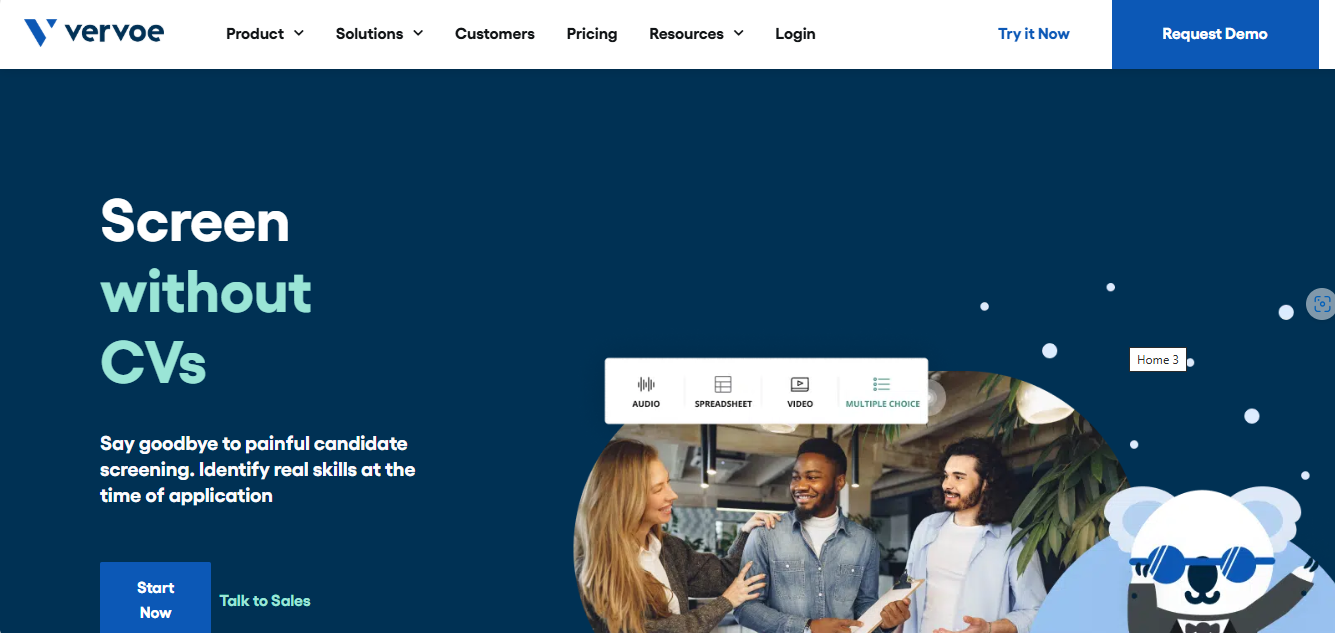 vervoe
Product
Solutions
Customers
Pricing
Resources
Login
Try it Now
Request Demo
Screen
without
CVs
Home 3
AUDIO
SPREADSHEET
VIDEO
MULTIPLE CHOICE
Say goodbye to painful candidate
screening. Identify real skills at the
time of application
Start
Now
Talk to Sales